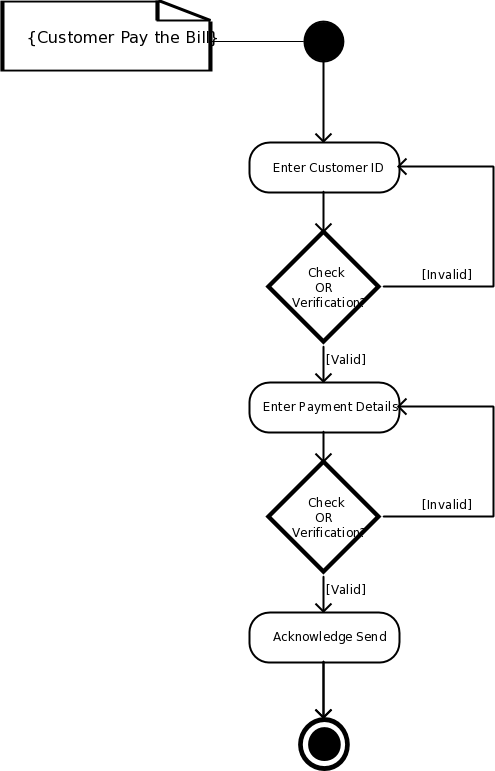 {Customer Pay the Bill}
Enter Customer ID
Check
OR
Verification?
[Invalid]
[Valid]
Enter Payment Details
Check
OR
Verification?
[Invalid]
[Valid]
Acknowledge Send